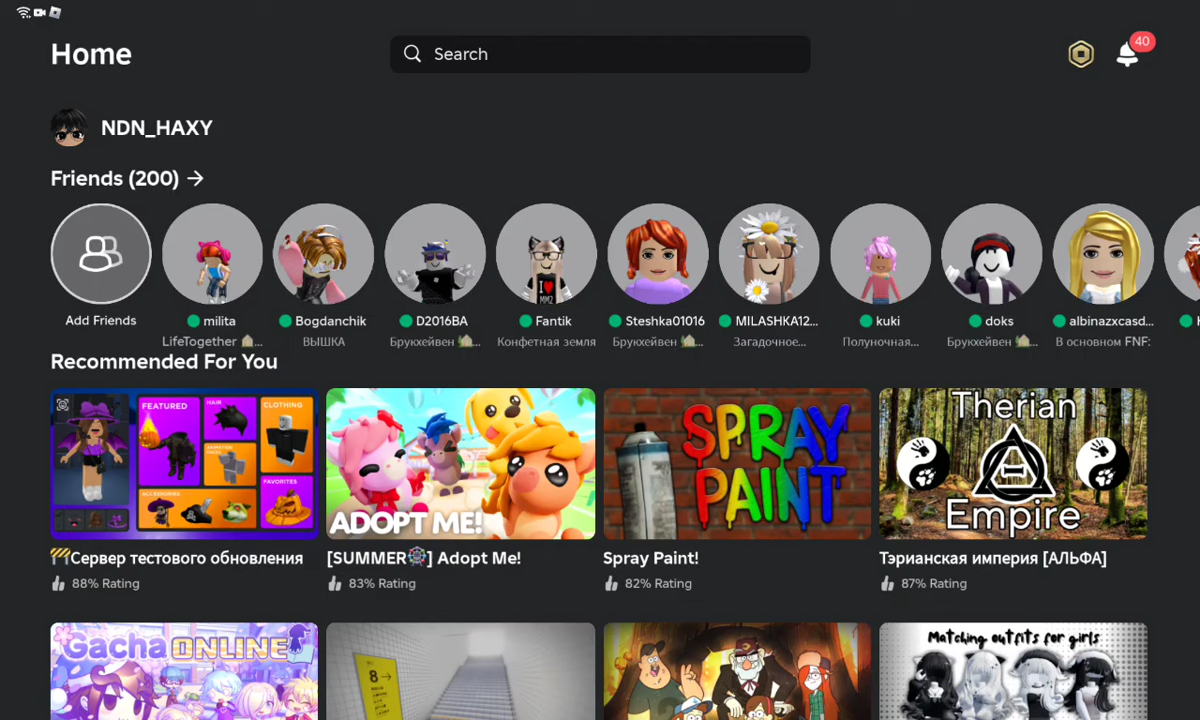 Home
Search
40
NDN_HAXY
Friends (200)
I
MM2
Add Friends
milita
Bogdanchik
D2016BA
Fantik
Steshka01016
MILASHKA12...
kuki
doks
albinazxcasd...
LifeTogether ...
ВЫШКА
Брукхейвен ...
Конфетная земля
Брукхейвен ...
Загадочное...
Полуночная...
Брукхейвен ...
В основном FNF:
Recommended For You
FEATURED
HAIR
CLOTHING
ACCESSORIES
FAVORITES
ADOPT ME!
SPRAY
PAINT
Therian
Empire
Сервер тестового обновления
[SUMMER] Adopt Me!
Spray Paint!
Тэрианская империя [АЛЬФА]
88% Rating
83% Rating
82% Rating
87% Rating
Gacha ONLINE
8
Matching outfits for girls